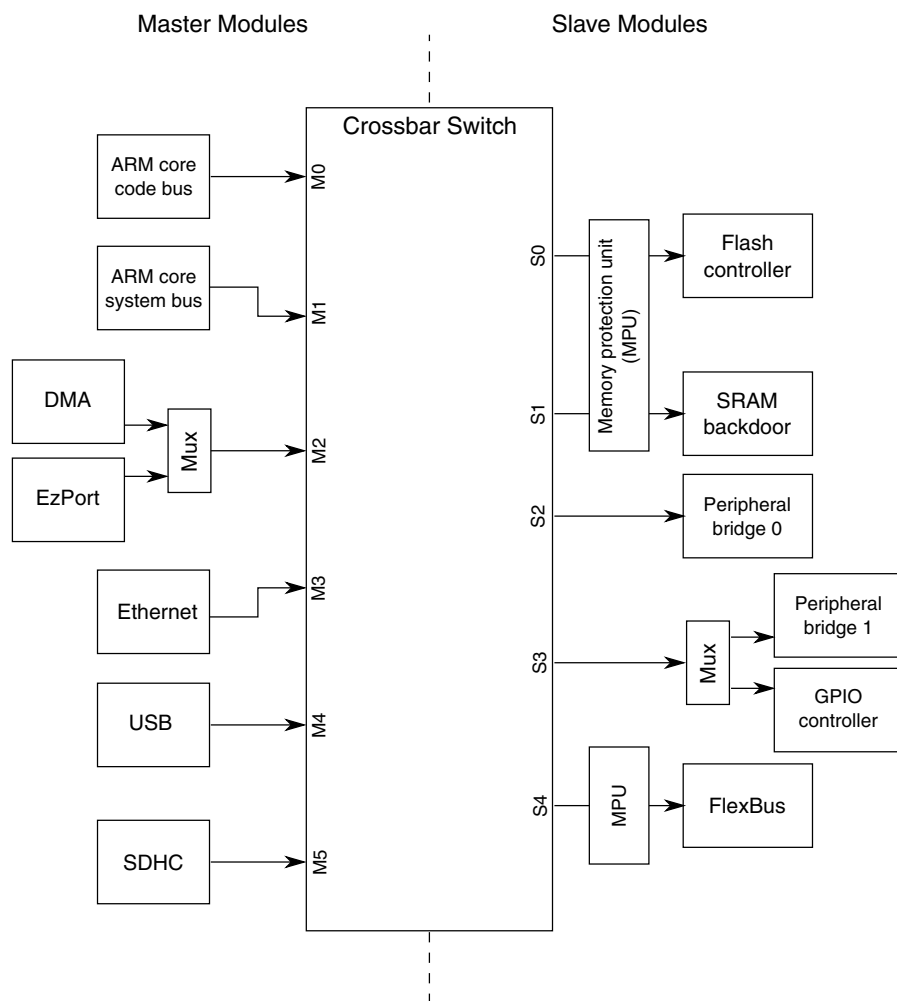 Master Modules
Slave Modules
Crossbar Switch
ARM core
code bus
M0
ARM core
system bus
M1
DMA
EzPort
Mux
M2
Ethernet
M3
USB
M4
SDHC
M5
S0
S1
Memory protection unit
(MPU)
Flash
controller
SRAM
backdoor
S2
Peripheral
bridge 0
S3
Mux
Peripheral
bridge 1
GPIO
controller
S4
MPU
FlexBus